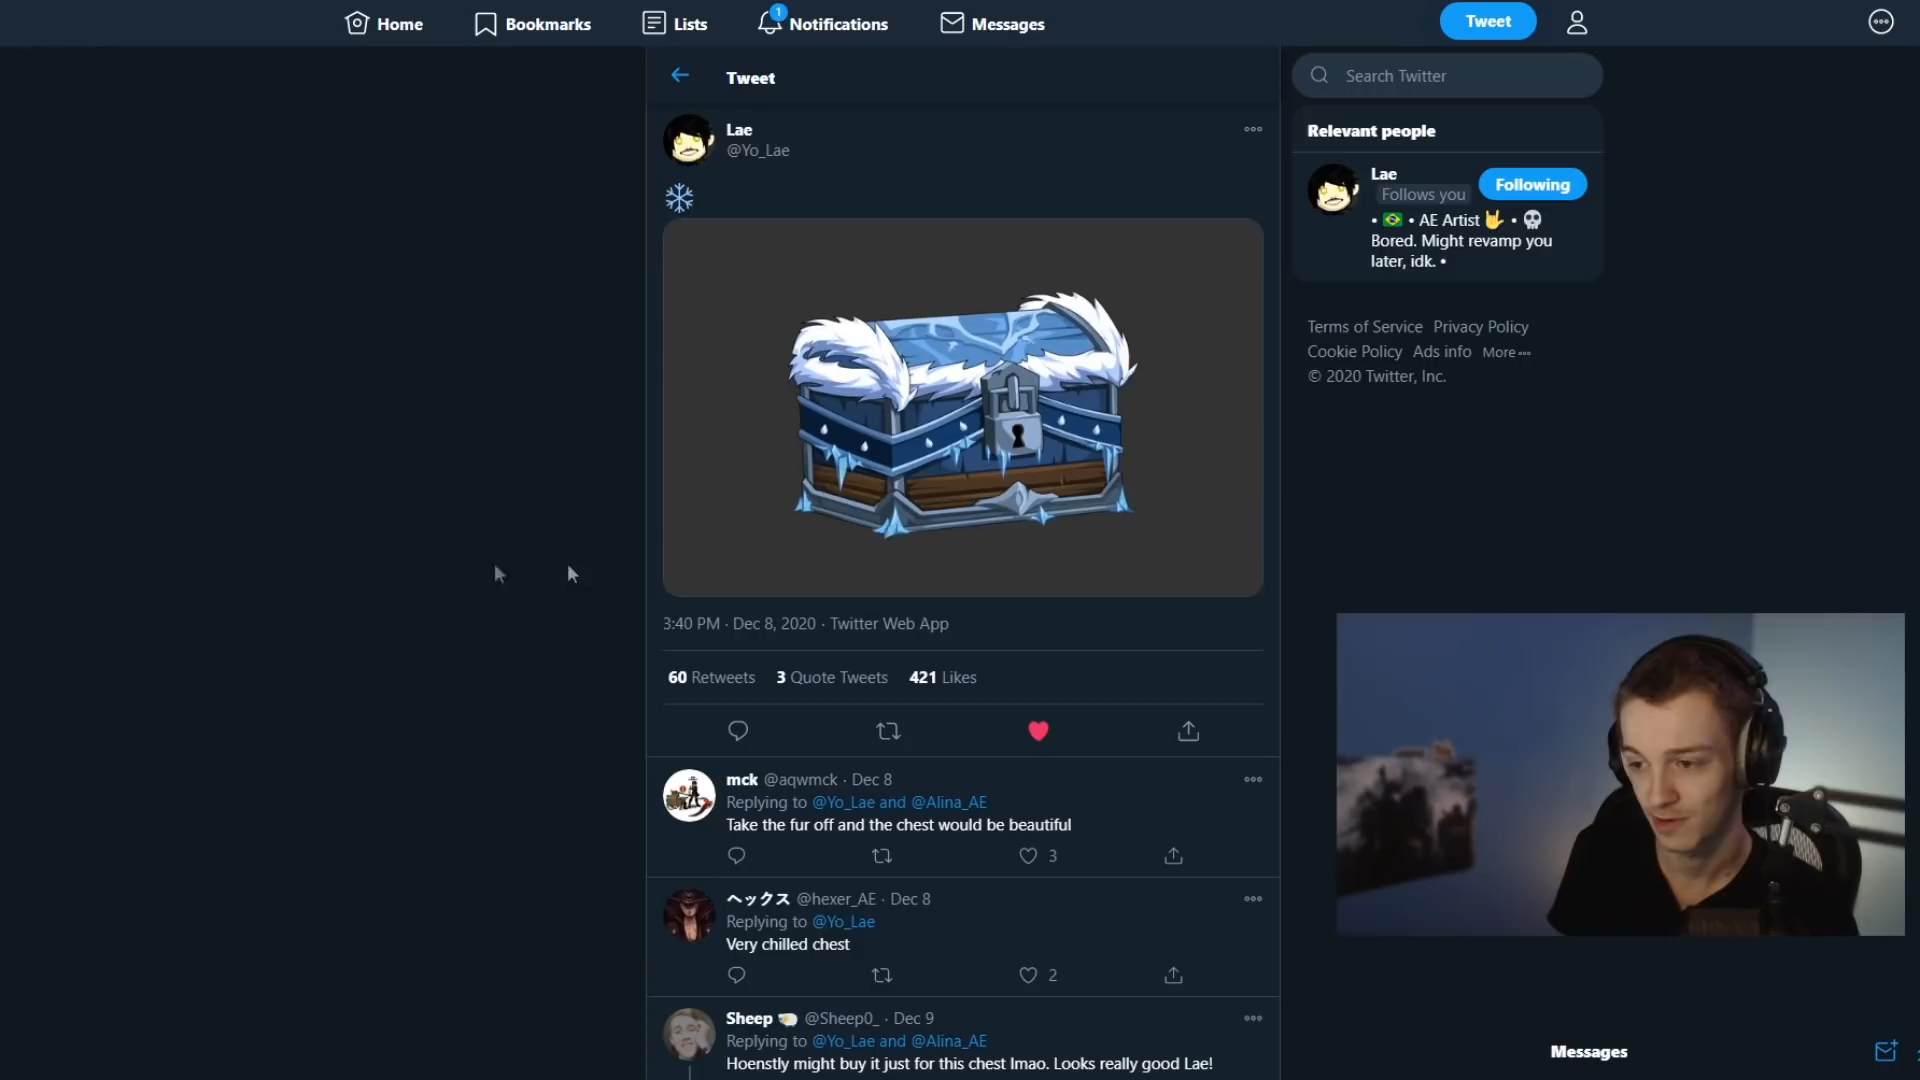 Home
Bookmarks
Lists
1
Notifications
Messages
Tweet
Tweet
Search Twitter
Lae
@Yo_Lae
❄
3:40 PM · Dec 8, 2020 · Twitter Web App
60 Retweets 3 Quote Tweets 421 Likes
mck @aqwmck · Dec 8
Replying to @Yo_Lae and @Alina_AE
Take the fur off and the chest would be beautiful
3
ヘックス @hexer_AE · Dec 8
Replying to @Yo_Lae
Very chilled chest
2
Sheep 🐑 @Sheep0_ · Dec 9
Replying to @Yo_Lae and @Alina_AE
Hoenstly might buy it just for this chest lmao. Looks really good Lae!
Relevant people
Lae
Follows you
Following
• 🇧🇷 • AE Artist 🤟 • 💀
Bored. Might revamp you
later, idk. •
Terms of Service Privacy Policy
Cookie Policy Ads info More
© 2020 Twitter, Inc.
Messages